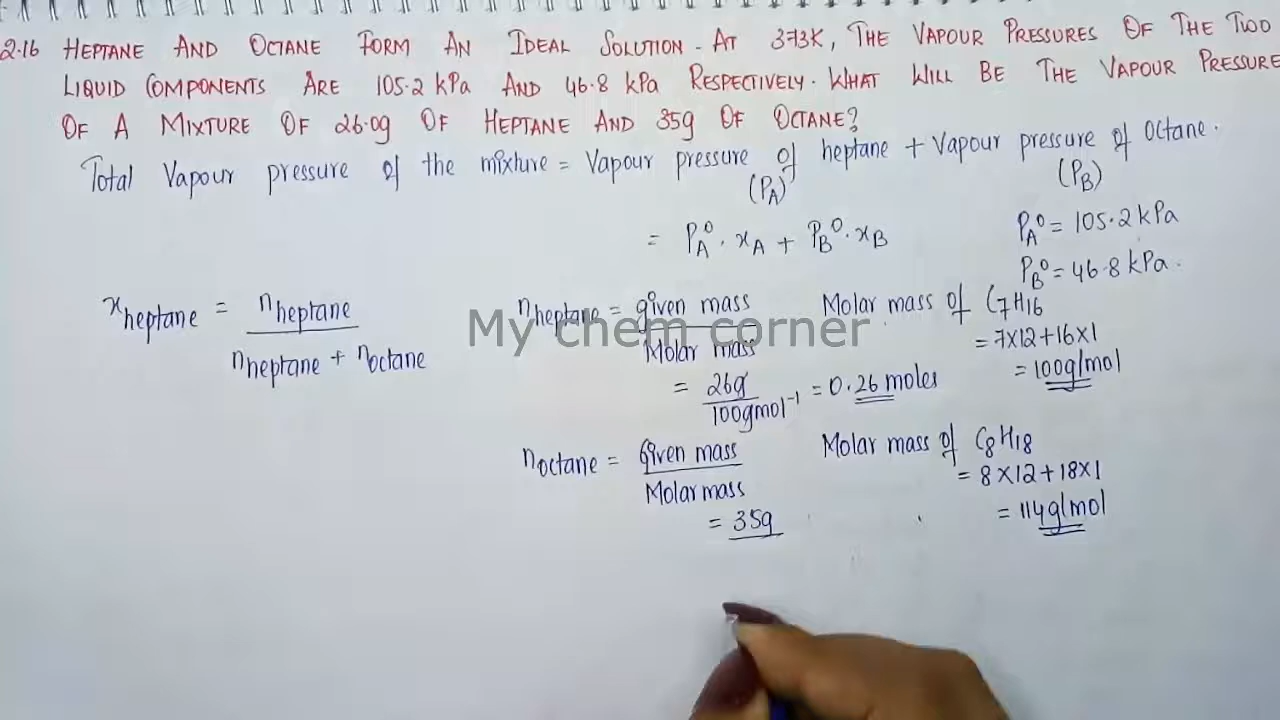 2.16 HEPTANE AND OCTANE FORM AN IDEAL SOLUTION. AT 373K, THE VAPOUR PRESSURES OF THE TWO
LIQUID COMPONENTS ARE 105.2 kPa AND 46.8 kPa RESPECTIVELY. WHAT WILL BE THE VAPOUR PRESSURE
OF A MIXTURE OF 26.0g OF HEPTANE AND 35g OF OCTANE?
Total Vapour pressure of the mixture = Vapour pressure of heptane + Vapour pressure of Octane.
(PA) (PB)
= PA⁰ · xA + PB⁰ · xB
PA⁰ = 105.2 kPa
PB⁰ = 46.8 kPa.
xheptane = nheptane
nheptane + noctane
nheptane = given mass
Molar mass
= 26g
100gmol⁻¹ = 0.26 moles
Molar mass of C7H16
= 7×12+16×1
= 100g/mol
noctane = Given mass
Molar mass
= 35g
Molar mass of C8H18
= 8×12+18×1
= 114g/mol
My chem corner